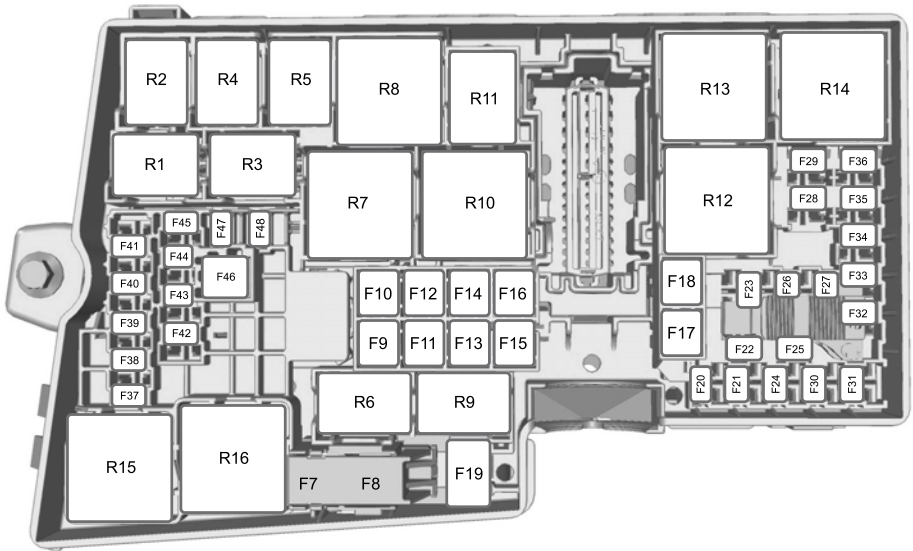 R2 R4 R5 R8 R11 R13 R14
R1 R3 R7 R10 R12 F29 F36
F28 F35
F45 F47 F48 F34
F41 F44
F40 F46 F18 F23 F26 F27 F33
F43 F10 F12 F14 F16
F39 F42 F9 F11 F13 F15 F17 F32
F38 F22 F25
F37 R6 R9 F20 F21 F24 F30 F31
R15 R16 F7 F8 F19